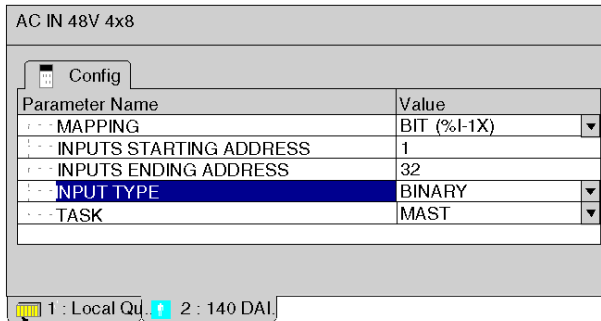 AC IN 48V 4x8
Config
Parameter Name Value
MAPPING BIT (%I-1X)
INPUTS STARTING ADDRESS 1
INPUTS ENDING ADDRESS 32
INPUT TYPE BINARY
TASK MAST
1 : Local Qu... 2 : 140 DAI.